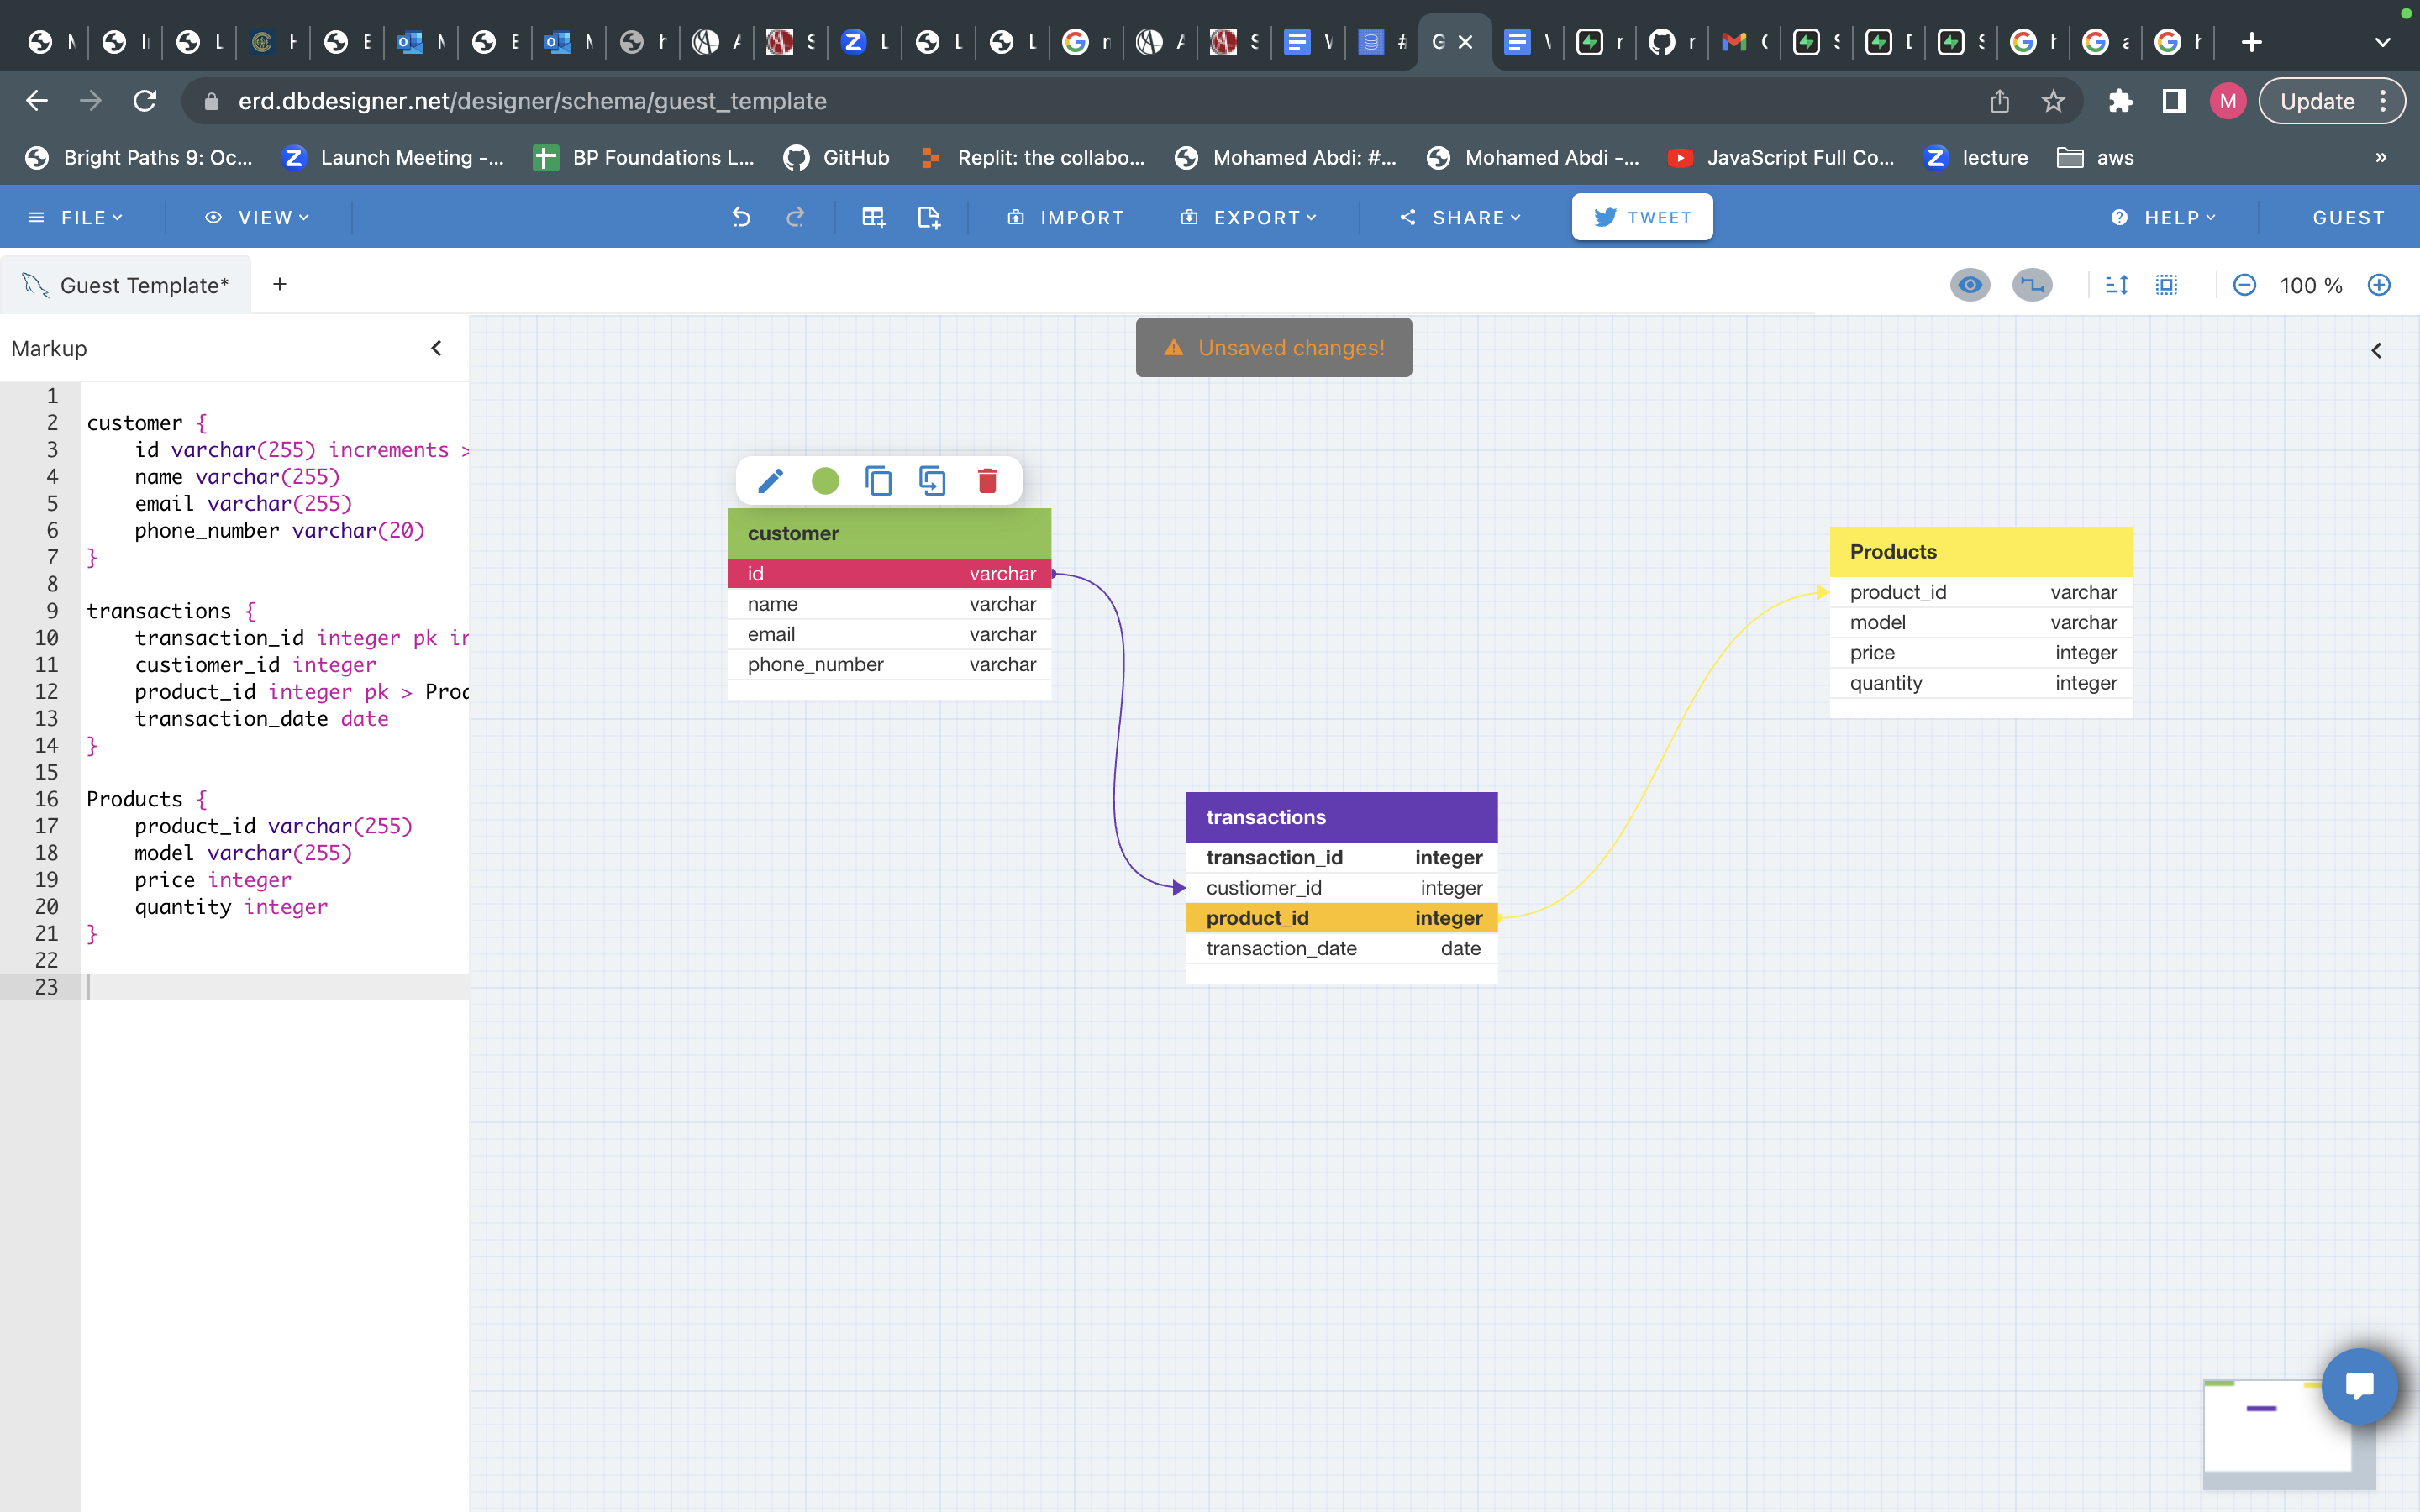 erd.dbdesigner.net/designer/schema/guest_template
M
Update
Bright Paths 9: Oc...
Launch Meeting -...
BP Foundations L...
GitHub
Replit: the collabo...
Mohamed Abdi: #...
Mohamed Abdi -...
JavaScript Full Co...
lecture
aws
»
FILE
VIEW
IMPORT
EXPORT
SHARE
TWEET
HELP
GUEST
Guest Template*
+
100 %
Markup
Unsaved changes!
1
2 customer {
3 id varchar(255) increments >
4 name varchar(255)
5 email varchar(255)
6 phone_number varchar(20)
7 }
8
9 transactions {
10 transaction_id integer pk in
11 custiomer_id integer
12 product_id integer pk > Prod
13 transaction_date date
14 }
15
16 Products {
17 product_id varchar(255)
18 model varchar(255)
19 price integer
20 quantity integer
21 }
22
23
customer
id varchar
name varchar
email varchar
phone_number varchar
Products
product_id varchar
model varchar
price integer
quantity integer
transactions
transaction_id integer
custiomer_id integer
product_id integer
transaction_date date